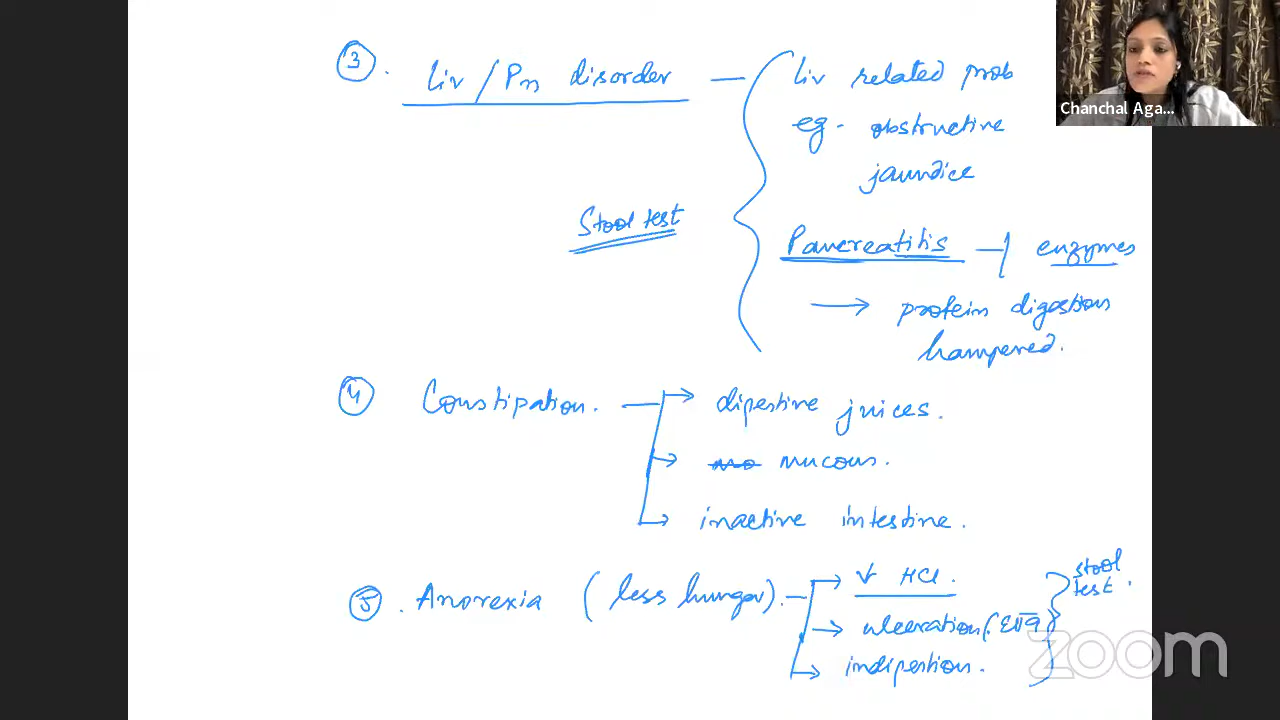 3. Liv / Pn disorder — Liv related prob
eg - obstructive
jaundice
Stool test
Pancreatitis — enzymes
→ protein digestion
hampered.
4 Constipation. → digestive juices.
→ mucous.
→ inactive intestine.
5. Anorexia (less hunger). → ↓ HCl.
→ ulceration (घाव)
→ indigestion.
stool
test.
Chanchal Aga...
zoom